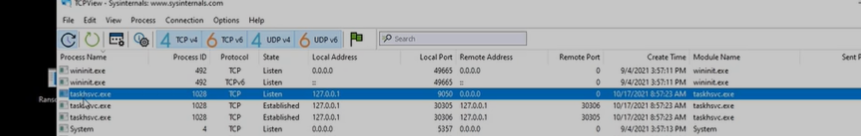 TCPView - Sysinternals: www.sysinternals.com
File Edit View Process Connection Options Help
4 TCP v4 6 TCP v6 4 UDP v4 6 UDP v6 Search
Process Name Process ID Protocol State Local Address Local Port Remote Address Remote Port Create Time Module Name Sent P
wininit.exe 492 TCP Listen 0.0.0.0 49665 0.0.0.0 0 9/4/2021 3:57:11 PM wininit.exe
wininit.exe 492 TCPv6 Listen :: 49665 :: 0 9/4/2021 3:57:11 PM wininit.exe
taskhsvc.exe 1028 TCP Listen 127.0.0.1 9050 0.0.0.0 0 10/17/2021 8:57:23 AM taskhsvc.exe
taskhsvc.exe 1028 TCP Established 127.0.0.1 30305 127.0.0.1 30306 10/17/2021 8:57:23 AM taskhsvc.exe
taskhsvc.exe 1028 TCP Established 127.0.0.1 30306 127.0.0.1 30305 10/17/2021 8:57:23 AM taskhsvc.exe
System 4 TCP Listen 0.0.0.0 5357 0.0.0.0 0 9/4/2021 3:57:13 PM System